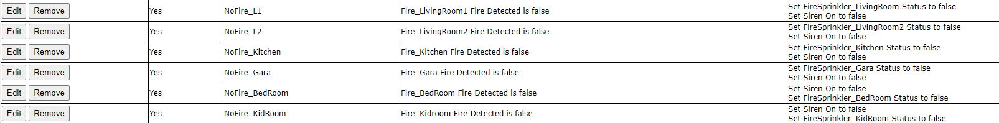 Edit Remove Yes NoFire_L1 Fire_LivingRoom1 Fire Detected is false Set FireSprinkler_LivingRoom Status to false
Set Siren On to false
Edit Remove Yes NoFire_L2 Fire_LivingRoom2 Fire Detected is false Set FireSprinkler_LivingRoom2 Status to false
Set Siren On to false
Edit Remove Yes NoFire_Kitchen Fire_Kitchen Fire Detected is false Set FireSprinkler_Kitchen Status to false
Set Siren On to false
Edit Remove Yes NoFire_Gara Fire_Gara Fire Detected is false Set FireSprinkler_Gara Status to false
Set Siren On to false
Edit Remove Yes NoFire_BedRoom Fire_BedRoom Fire Detected is false Set Siren On to false
Set FireSprinkler_BedRoom Status to false
Edit Remove Yes NoFire_KidRoom Fire_Kidroom Fire Detected is false Set Siren On to false
Set FireSprinkler_KidRoom Status to false